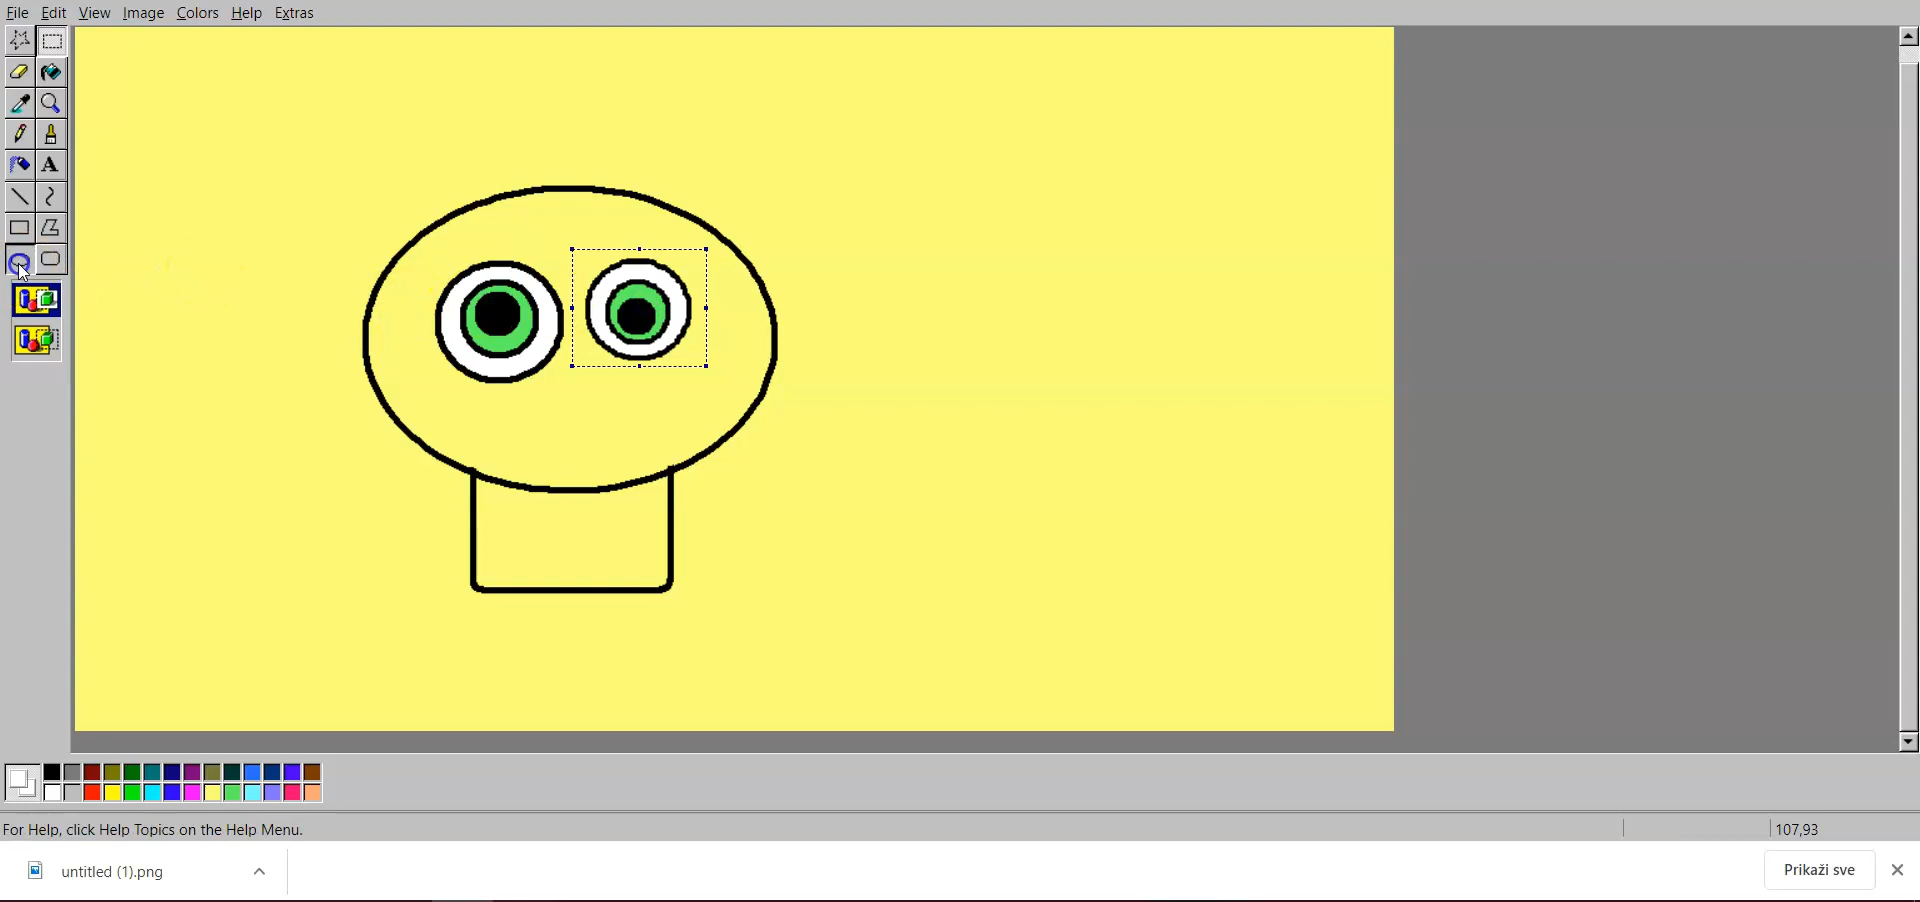 File Edit View Image Colors Help Extras
A
For Help, click Help Topics on the Help Menu.
107,93
untitled (1).png
Prikaži sve